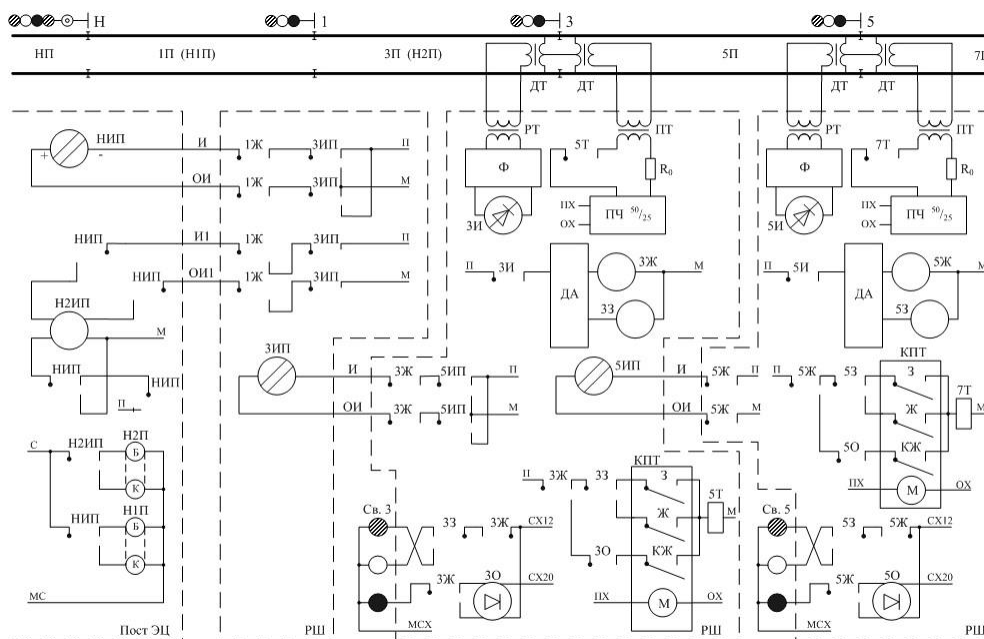 Н 1 3 5
НП 1П (Н1П) 3П (Н2П) 5П 7П
ДТ ДТ ДТ ДТ
РТ ПТ РТ ПТ
+ НИП - И 1Ж 3ИП П 5Т 7Т
Ф R₀ Ф R₀
ОИ 1Ж 3ИП М
3И ПХ ОХ ПЧ 50/25 5И ПХ ОХ ПЧ 50/25
НИП И1 1Ж 3ИП П
НИП ОИ1 1Ж 3ИП М
П 3И ДА 3Ж М П 5И ДА 5Ж М
Н2ИП 3З 5З
М
НИП НИП
П
3ИП И 3Ж 5ИП П 5ИП И 5Ж П П 5Ж 5З КПТ З 7Т
ОИ 3Ж 5ИП М ОИ 5Ж М Ж М
С Н2ИП Н2П Б К 5О КЖ
КПТ ПХ М ОХ
П 3Ж 3З З 5Т
НИП Н1П Б К Св. 3 3З 3Ж СХ12 Ж М Св. 5 5З 5Ж СХ12
3О КЖ
3Ж 3О СХ20 5Ж 5О СХ20
МС ПХ М ОХ
МСХ МСХ
Пост ЭЦ РШ РШ РШ